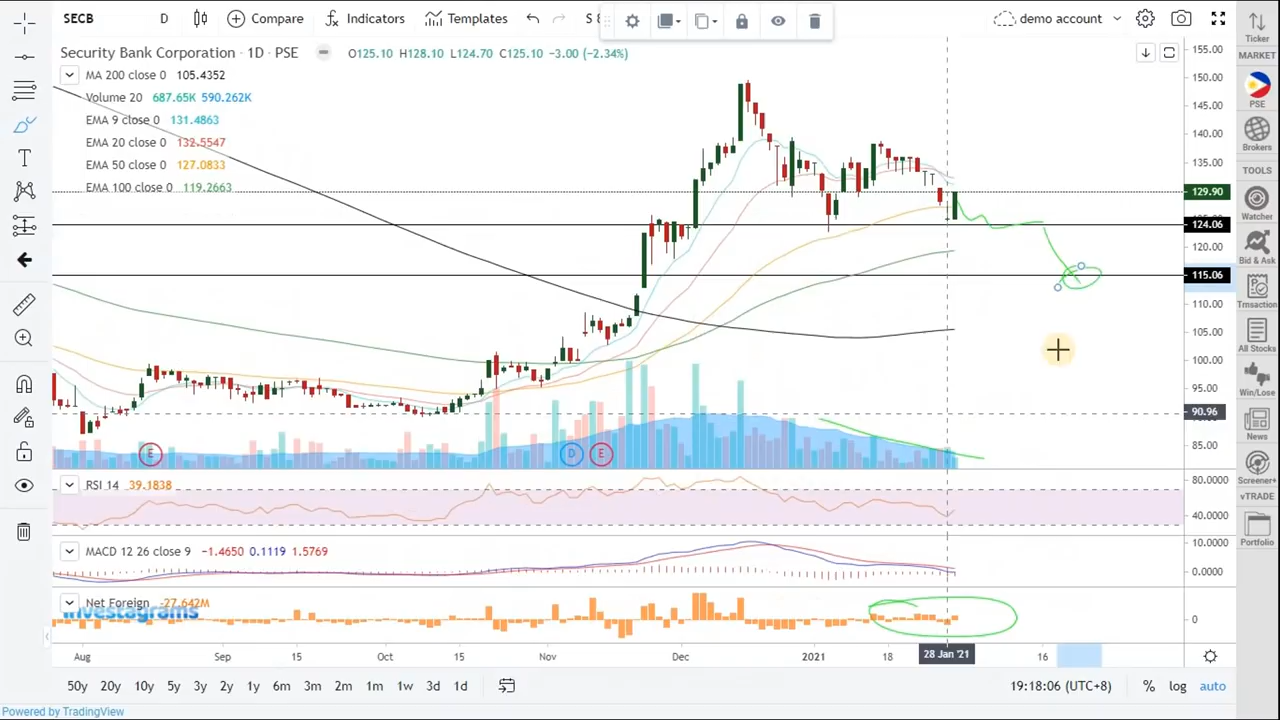 SECB D Compare Indicators Templates S demo account
Security Bank Corporation · 1D · PSE O125.10 H128.10 L124.70 C125.10 −3.00 (−2.34%)
MA 200 close 0 105.4352
Volume 20 687.65K 590.262K
EMA 9 close 0 131.4863
EMA 20 close 0 132.5547
EMA 50 close 0 127.0833
EMA 100 close 0 119.2663
155.00
150.00
145.00
140.00
135.00
129.90
124.06
120.00
115.06
110.00
105.00
100.00
95.00
90.96
85.00
E D E E
RSI 14 39.1838
80.0000
40.0000
MACD 12 26 close 9 −1.4650 0.1119 1.5769
10.0000
0.0000
Net Foreign −27.642M
investagrams
0
Aug Sep 15 Oct 15 Nov Dec 2021 18 28 Jan '21 16
50y 20y 10y 5y 3y 2y 1y 6m 3m 2m 1m 1w 3d 1d 19:18:06 (UTC+8) % log auto
Powered by TradingView
Ticker
MARKET
PSE
Brokers
TOOLS
Watcher
Bid & Ask
Trnsaction
All Stocks
Win/Lose
News
Screener+
vTRADE
Portfolio